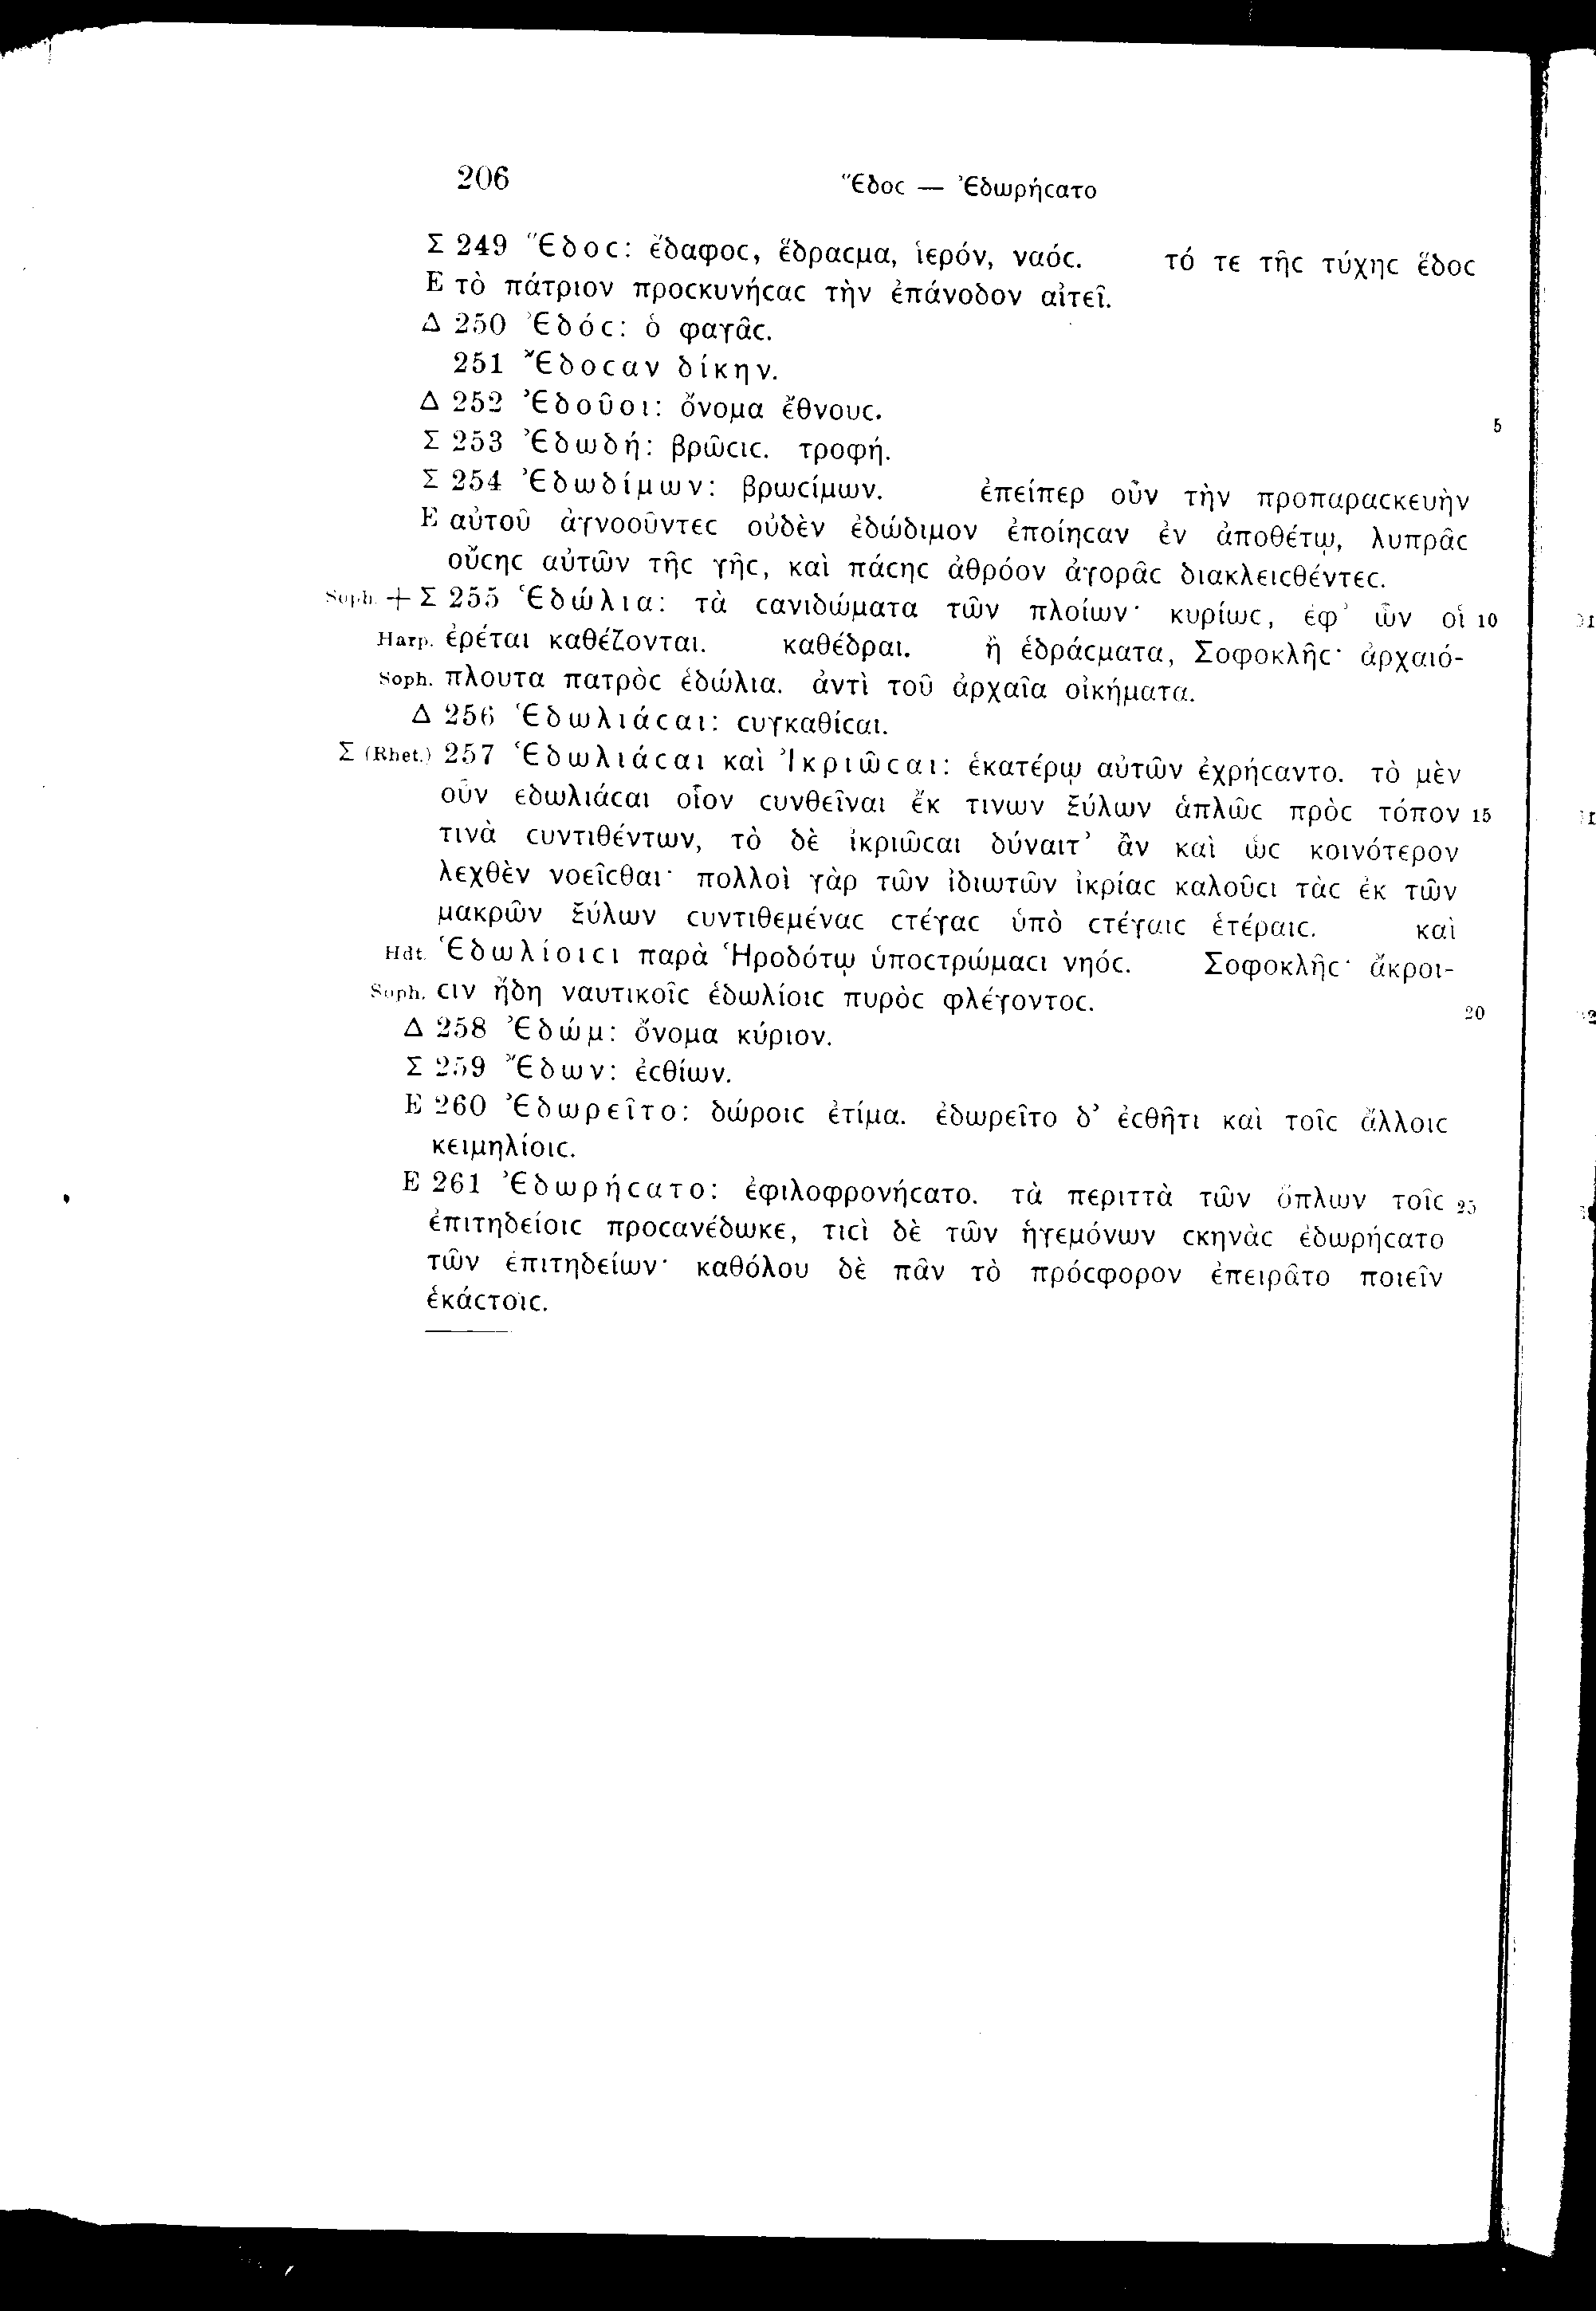 206 Ἕδοϲ — Ἐδωρήϲατο
Σ 249 Ἕδοϲ: ἔδαφοϲ, ἕδραϲμα, ἱερόν, ναόϲ. τό τε τῆϲ τύχηϲ ἕδοϲ
E τὸ πάτριον προϲκυνήϲαϲ τὴν ἐπάνοδον αἰτεῖ.
Δ 250 Ἐδόϲ: ὁ φαγᾶϲ.
251 Ἔδοϲαν δίκην.
Δ 252 Ἐδοῦοι: ὄνομα ἔθνουϲ. 5
Σ 253 Ἐδωδή: βρῶϲιϲ. τροφή.
Σ 254 Ἐδωδίμων: βρωϲίμων. ἐπείπερ οὖν τὴν προπαραϲκευὴν
E αὐτοῦ ἀγνοοῦντεϲ οὐδὲν ἐδώδιμον ἐποίηϲαν ἐν ἀποθέτῳ, λυπρᾶϲ
οὔϲηϲ αὐτῶν τῆϲ γῆϲ, καὶ πάϲηϲ ἀθρόον ἀγορᾶϲ διακλειϲθέντεϲ.
Soph. + Σ 255 Ἑδώλια: τὰ ϲανιδώματα τῶν πλοίων· κυρίωϲ, ἐφ’ ὧν οἱ 10
Harp. ἐρέται καθέζονται. καθέδραι. ἢ ἑδράϲματα, Σοφοκλῆϲ· ἀρχαιό-
Soph. πλουτα πατρὸϲ ἑδώλια. ἀντὶ τοῦ ἀρχαῖα οἰκήματα.
Δ 256 Ἑδωλιάϲαι: ϲυγκαθίϲαι.
Σ (Rhet.) 257 Ἑδωλιάϲαι καὶ Ἰκριῶϲαι: ἑκατέρῳ αὐτῶν ἐχρήϲαντο. τὸ μὲν
οὖν ἑδωλιάϲαι οἷον ϲυνθεῖναι ἔκ τινων ξύλων ἁπλῶϲ πρὸϲ τόπον 15
τινὰ ϲυντιθέντων, τὸ δὲ ἰκριῶϲαι δύναιτ’ ἂν καὶ ὡϲ κοινότερον
λεχθὲν νοεῖϲθαι· πολλοὶ γὰρ τῶν ἰδιωτῶν ἰκρίαϲ καλοῦϲι τὰϲ ἐκ τῶν
μακρῶν ξύλων ϲυντιθεμέναϲ ϲτέγαϲ ὑπὸ ϲτέγαιϲ ἑτέραιϲ. καὶ
Hdt. Ἑδωλίοιϲι παρὰ Ἡροδότῳ ὑποϲτρώμαϲι νηόϲ. Σοφοκλῆϲ· ἄκροι-
Soph. ϲιν ἤδη ναυτικοῖϲ ἑδωλίοιϲ πυρὸϲ φλέγοντοϲ. 20
Δ 258 Ἐδώμ: ὄνομα κύριον.
Σ 259 Ἔδων: ἐϲθίων.
E 260 Ἐδωρεῖτο: δώροιϲ ἐτίμα. ἐδωρεῖτο δ’ ἐϲθῆτι καὶ τοῖϲ ἄλλοιϲ
κειμηλίοιϲ.
E 261 Ἐδωρήϲατο: ἐφιλοφρονήϲατο. τὰ περιττὰ τῶν ὅπλων τοῖϲ 25
ἐπιτηδείοιϲ προϲανέδωκε, τιϲὶ δὲ τῶν ἡγεμόνων ϲκηνὰϲ ἐδωρήϲατο
τῶν ἐπιτηδείων· καθόλου δὲ πᾶν τὸ πρόϲφορον ἐπειρᾶτο ποιεῖν
ἑκάϲτοιϲ.